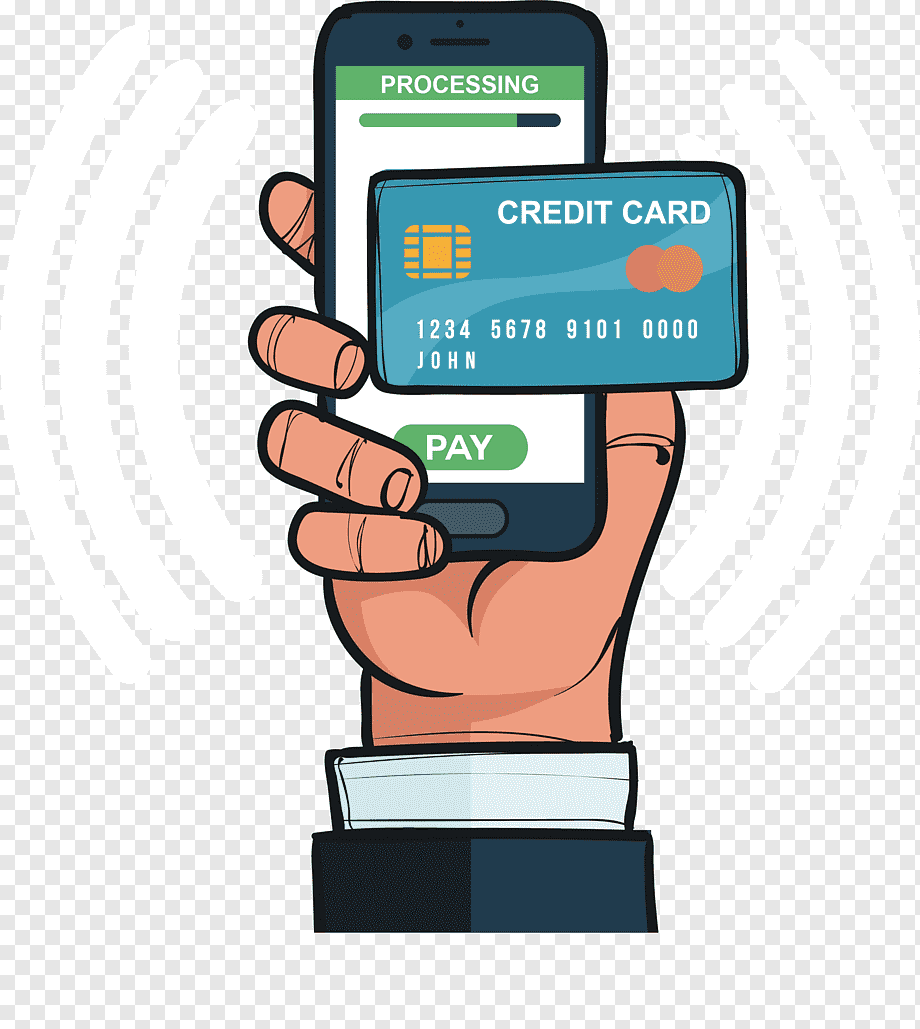 PROCESSING
CREDIT CARD
1234 5678 9101 0000
JOHN
PAY